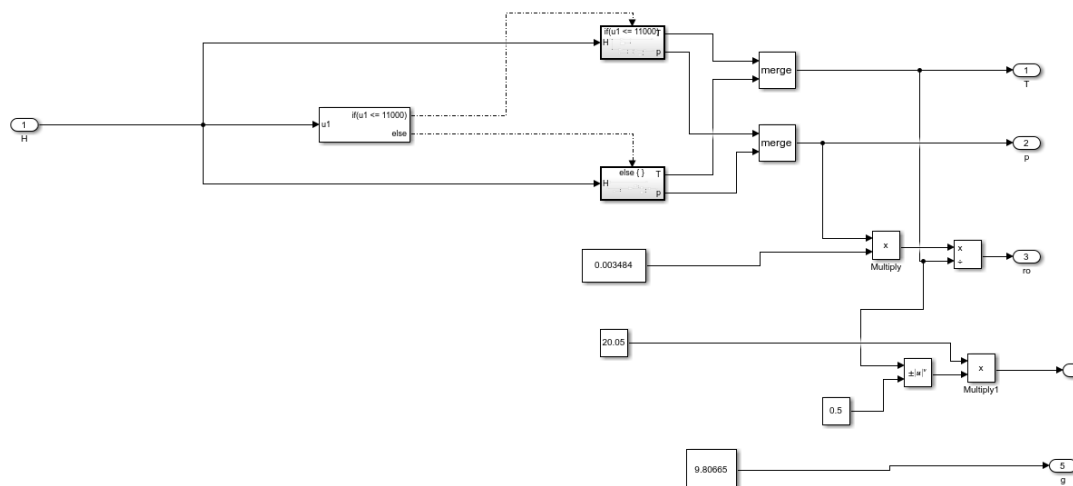 if(u1 <= 11000) T
H
p
merge
1
T
1
H
u1
if(u1 <= 11000)
else
merge
2
p
else { } T
H
p
0.003484
x
Multiply
x
÷
3
ro
20.05
±|u|ᵛ
x
Multiply1
0.5
9.80665
5
g